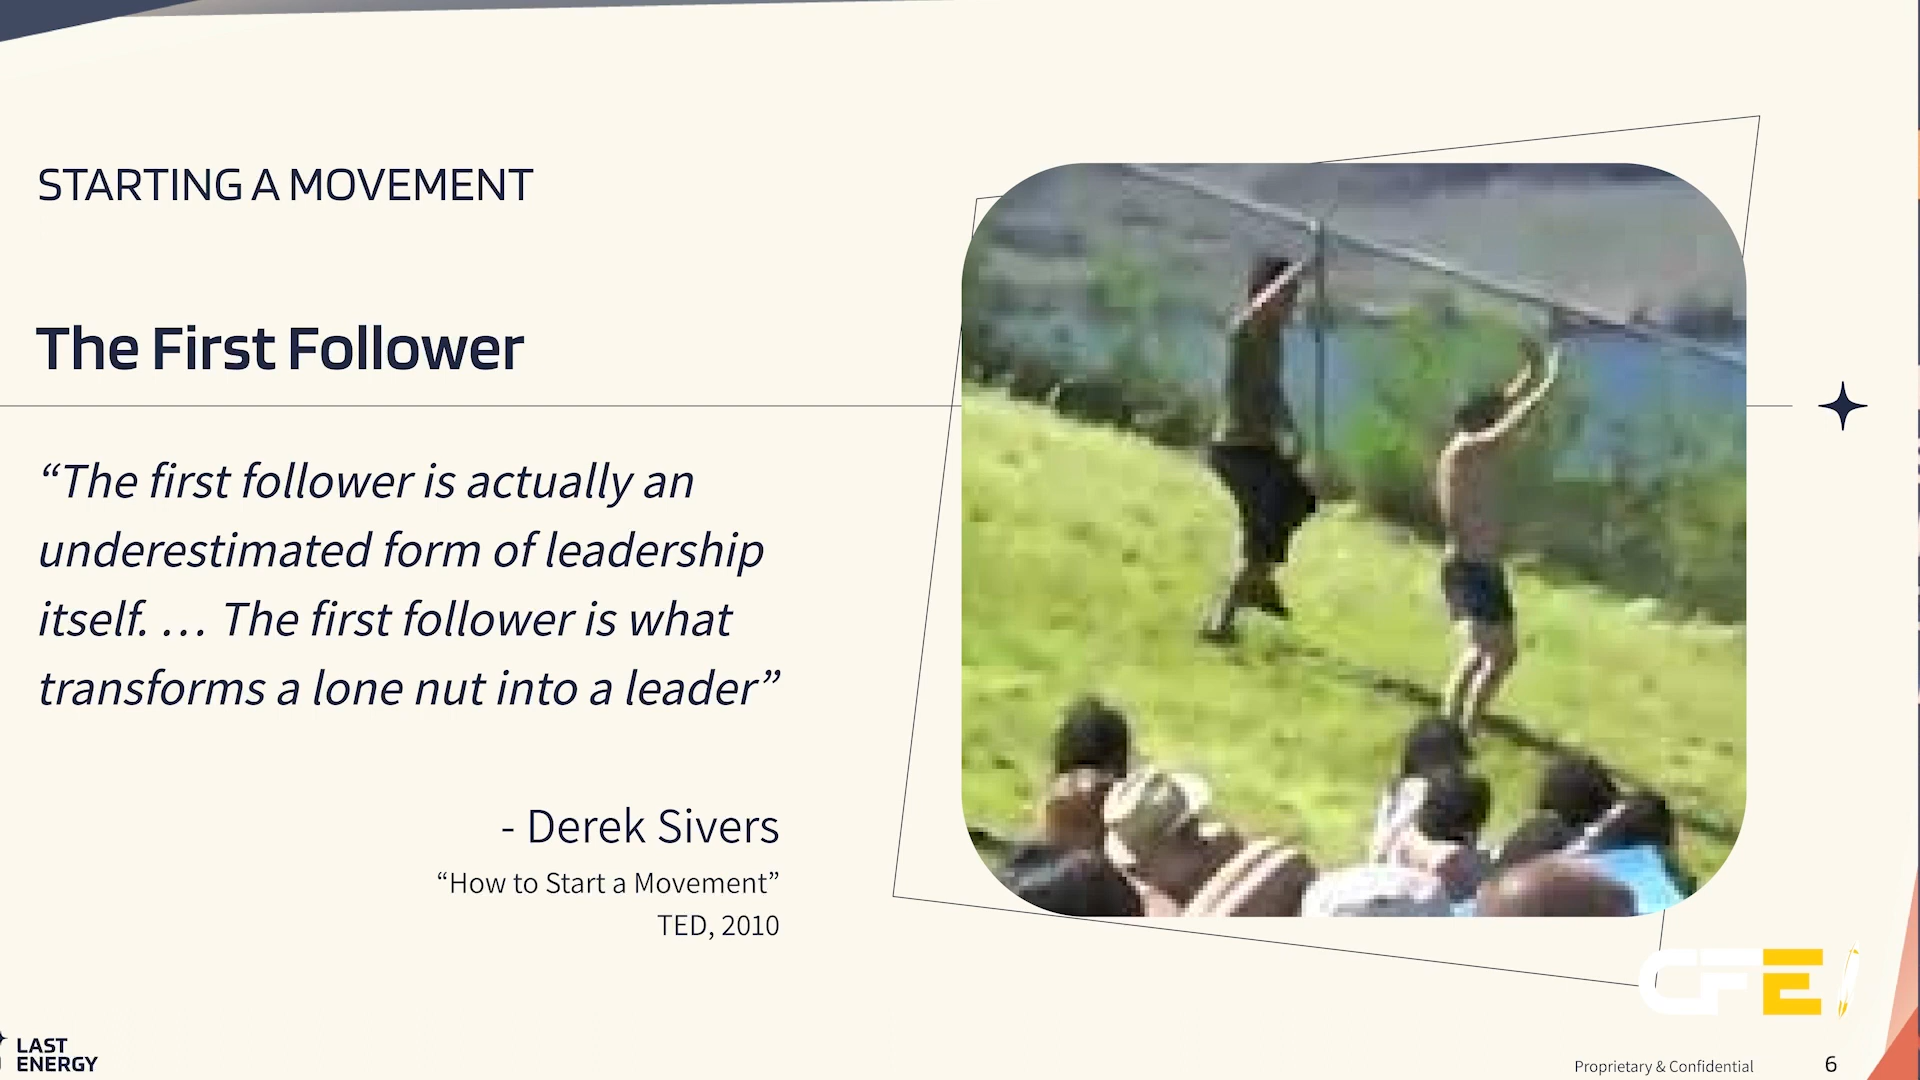 STARTING A MOVEMENT
The First Follower
“The first follower is actually an
underestimated form of leadership
itself. … The first follower is what
transforms a lone nut into a leader”
- Derek Sivers
“How to Start a Movement”
TED, 2010
CFE
LAST
ENERGY
Proprietary & Confidential
6